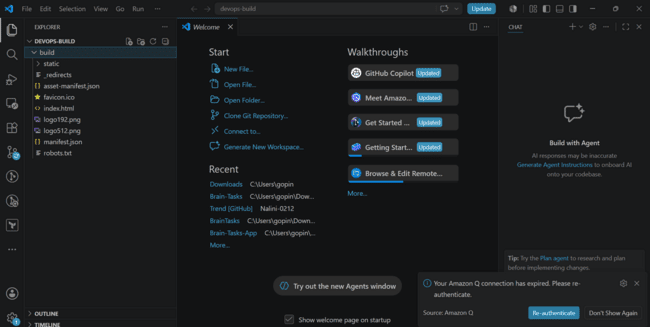 File Edit Selection View Go Run ···
devops-build
Update
EXPLORER
DEVOPS-BUILD
build
static
_redirects
asset-manifest.json
favicon.ico
index.html
logo192.png
logo512.png
manifest.json
robots.txt
OUTLINE
TIMELINE
Welcome
Start
New File...
Open File...
Open Folder...
Clone Git Repository...
Connect to...
Generate New Workspace...
Recent
Downloads C:\Users\gopin
Brain-Tasks C:\Users\gopin\Dow...
Trend [GitHub] Nalini-0212
BrainTasks C:\Users\gopin\Down...
Brain-Tasks-App C:\Users\gopin\...
More...
Walkthroughs
GitHub Copilot Updated
Meet Amazo... Updated
Get Started ... Updated
Getting Start... Updated
Browse & Edit Remote...
More...
Try out the new Agents window
Show welcome page on startup
CHAT
Build with Agent
AI responses may be inaccurate
Generate Agent Instructions to onboard AI
onto your codebase.
Tip: Try the Plan agent to research and plan
before implementing changes.
Your Amazon Q connection has expired. Please re-
authenticate.
Source: Amazon Q
Re-authenticate
Don't Show Again